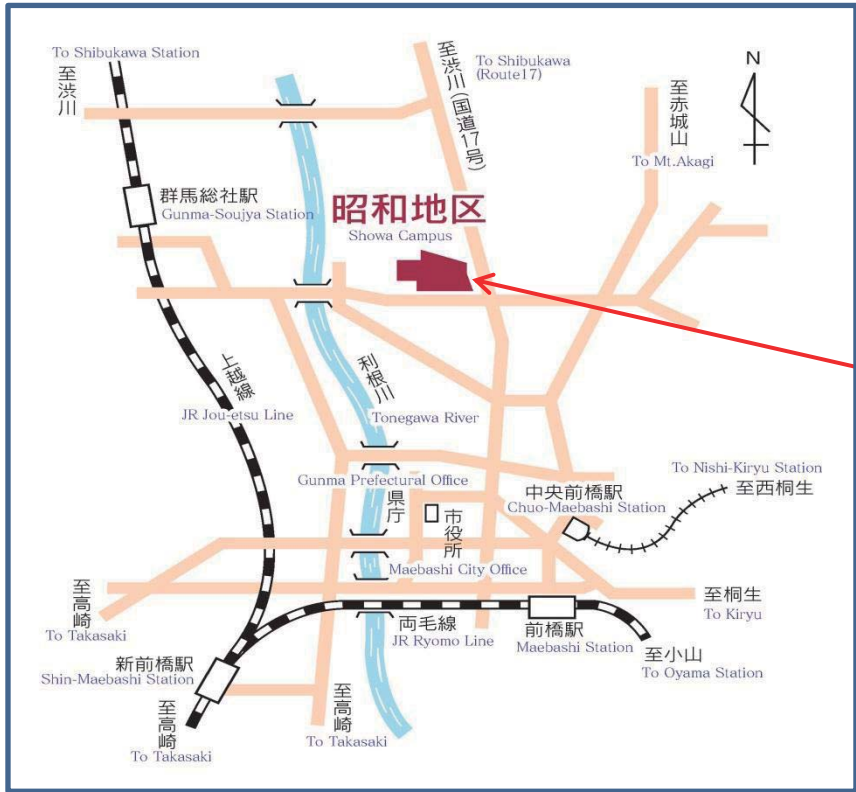 To Shibukawa Station
至渋川
至渋川(国道17号)
To Shibukawa
(Route17)
N
至赤城山
To Mt.Akagi
群馬総社駅
Gunma-Soujya Station
昭和地区
Showa Campus
上越線
JR Jou-etsu Line
利根川
Tonegawa River
Gunma Prefectural Office
県庁
市役所
Maebashi City Office
中央前橋駅
Chuo-Maebashi Station
To Nishi-Kiryu Station
至西桐生
至高崎
To Takasaki
至桐生
To Kiryu
両毛線
JR Ryomo Line
前橋駅
Maebashi Station
至小山
To Oyama Station
新前橋駅
Shin-Maebashi Station
至高崎
To Takasaki
至高崎
To Takasaki